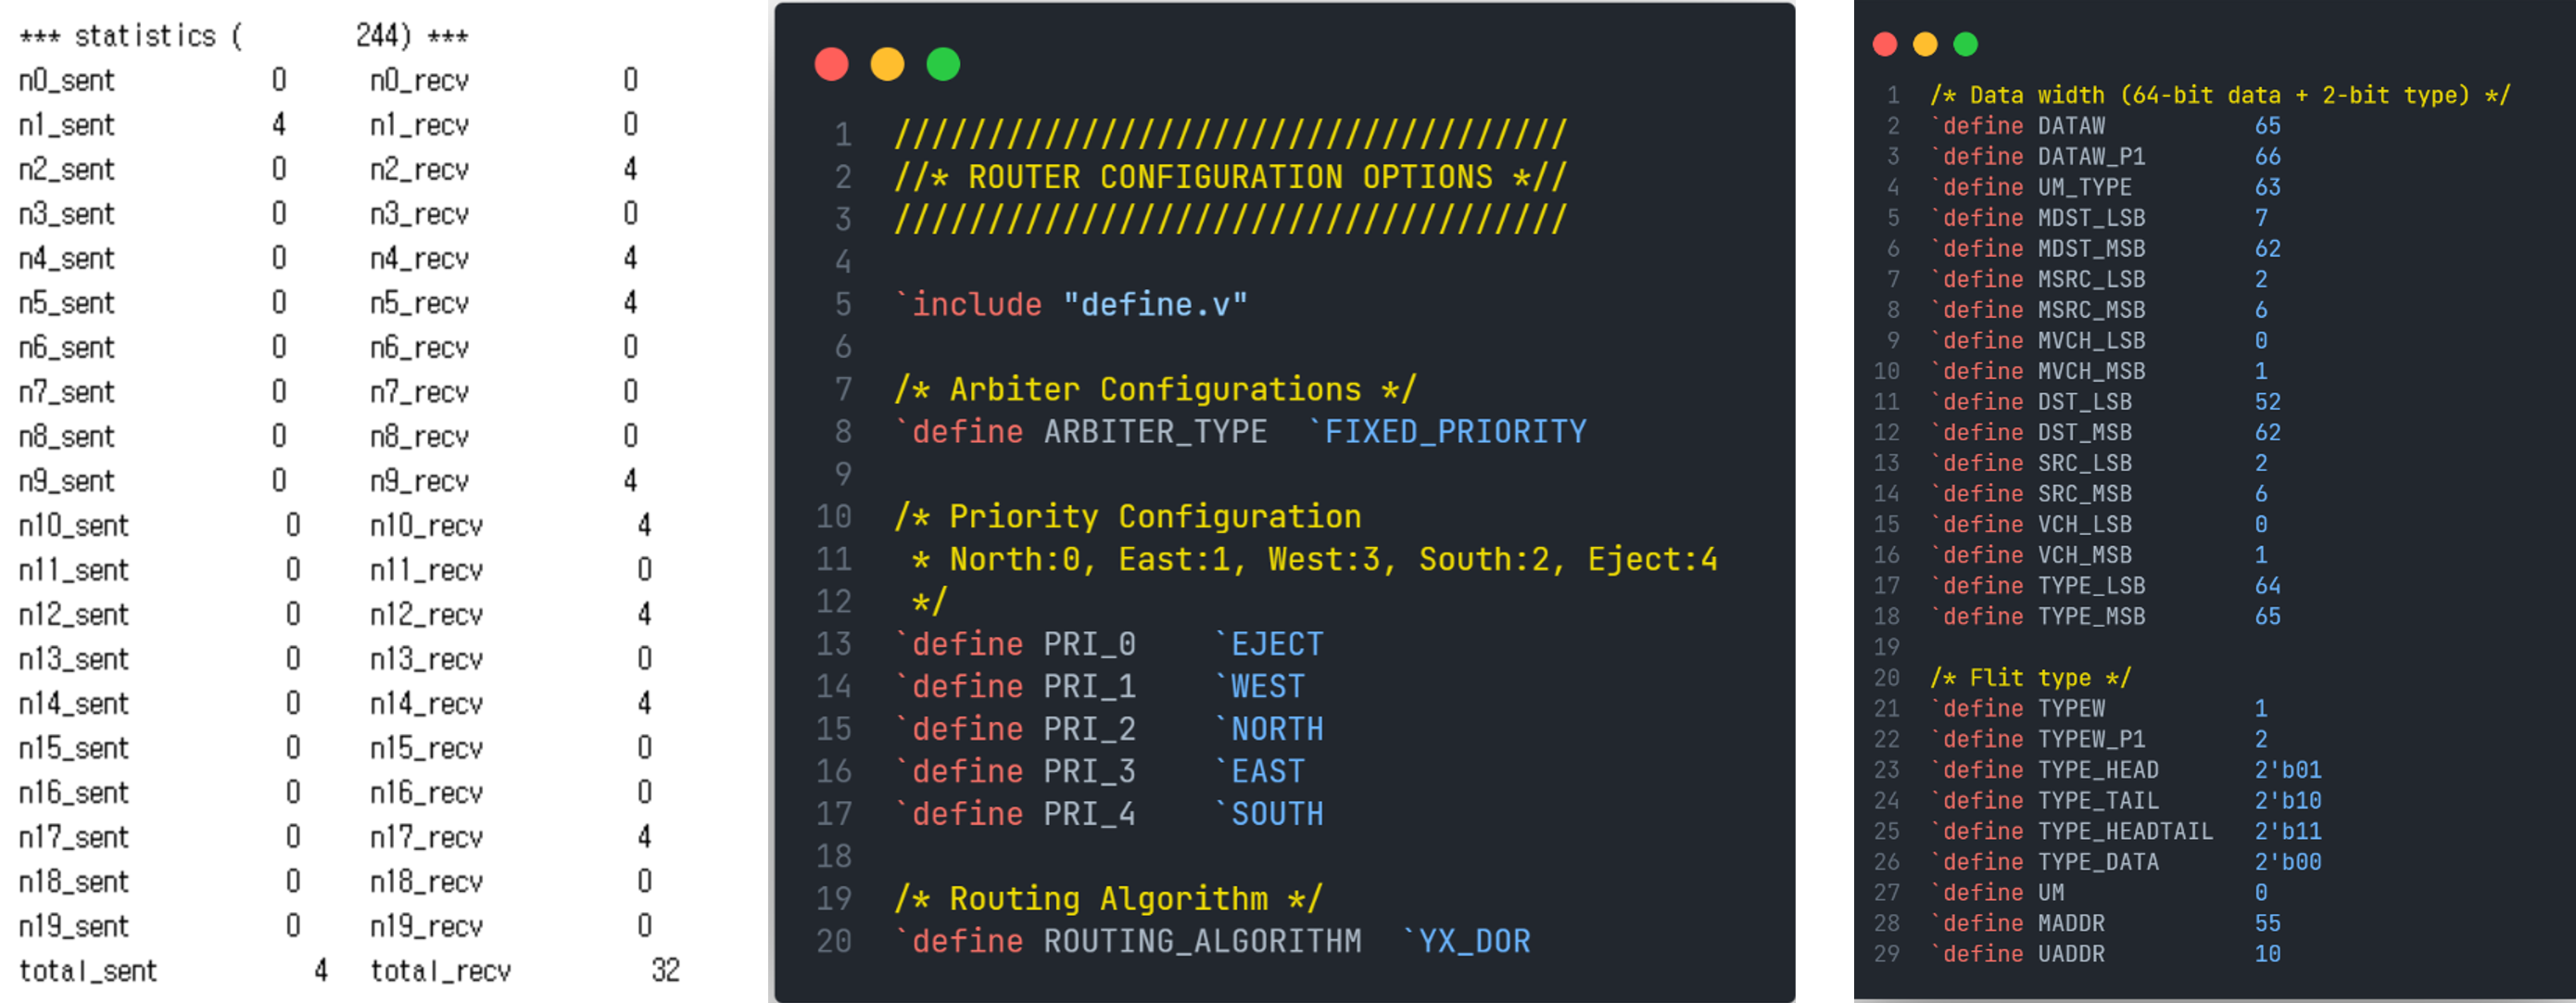 *** statistics ( 244) ***
n0_sent 0 n0_recv 0
n1_sent 4 n1_recv 0
n2_sent 0 n2_recv 4
n3_sent 0 n3_recv 0
n4_sent 0 n4_recv 4
n5_sent 0 n5_recv 4
n6_sent 0 n6_recv 0
n7_sent 0 n7_recv 0
n8_sent 0 n8_recv 0
n9_sent 0 n9_recv 4
n10_sent 0 n10_recv 4
n11_sent 0 n11_recv 0
n12_sent 0 n12_recv 4
n13_sent 0 n13_recv 0
n14_sent 0 n14_recv 4
n15_sent 0 n15_recv 0
n16_sent 0 n16_recv 0
n17_sent 0 n17_recv 4
n18_sent 0 n18_recv 0
n19_sent 0 n19_recv 0
total_sent 4 total_recv 32
1 ////////////////////////////////////
2 //* ROUTER CONFIGURATION OPTIONS *//
3 ////////////////////////////////////
4
5 `include "define.v"
6
7 /* Arbiter Configurations */
8 `define ARBITER_TYPE `FIXED_PRIORITY
9
10 /* Priority Configuration
11 * North:0, East:1, West:3, South:2, Eject:4
12 */
13 `define PRI_0 `EJECT
14 `define PRI_1 `WEST
15 `define PRI_2 `NORTH
16 `define PRI_3 `EAST
17 `define PRI_4 `SOUTH
18
19 /* Routing Algorithm */
20 `define ROUTING_ALGORITHM `YX_DOR
1 /* Data width (64-bit data + 2-bit type) */
2 `define DATAW 65
3 `define DATAW_P1 66
4 `define UM_TYPE 63
5 `define MDST_LSB 7
6 `define MDST_MSB 62
7 `define MSRC_LSB 2
8 `define MSRC_MSB 6
9 `define MVCH_LSB 0
10 `define MVCH_MSB 1
11 `define DST_LSB 52
12 `define DST_MSB 62
13 `define SRC_LSB 2
14 `define SRC_MSB 6
15 `define VCH_LSB 0
16 `define VCH_MSB 1
17 `define TYPE_LSB 64
18 `define TYPE_MSB 65
19
20 /* Flit type */
21 `define TYPEW 1
22 `define TYPEW_P1 2
23 `define TYPE_HEAD 2'b01
24 `define TYPE_TAIL 2'b10
25 `define TYPE_HEADTAIL 2'b11
26 `define TYPE_DATA 2'b00
27 `define UM 0
28 `define MADDR 55
29 `define UADDR 10